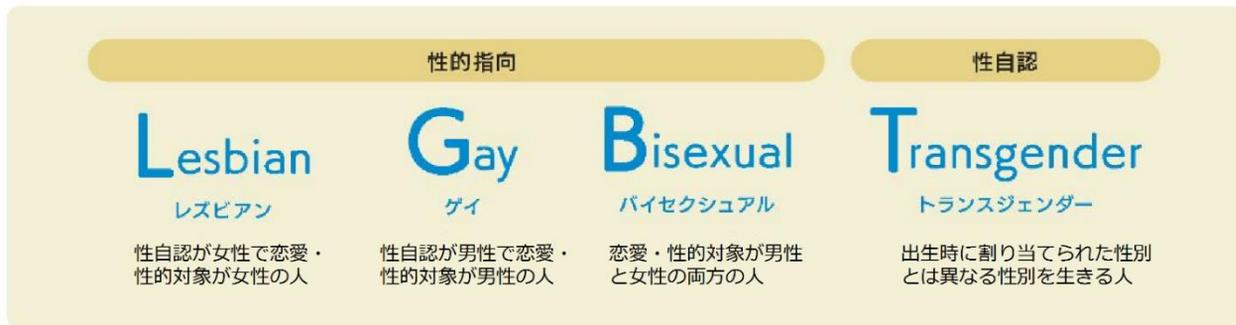 性的指向
性自認
Lesbian
レズビアン
性自認が女性で恋愛・
性的対象が女性の人
Gay
ゲイ
性自認が男性で恋愛・
性的対象が男性の人
Bisexual
バイセクシュアル
恋愛・性的対象が男性
と女性の両方の人
Transgender
トランスジェンダー
出生時に割り当てられた性別
とは異なる性別を生きる人